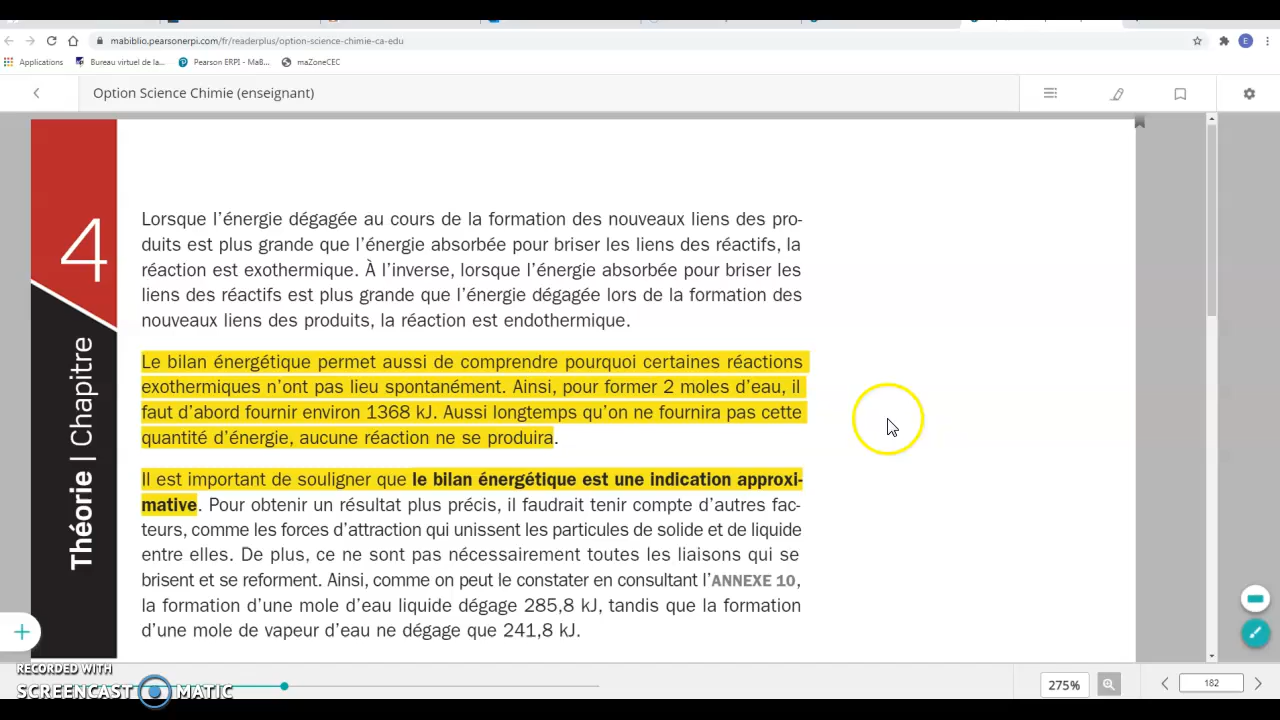 mabiblio.pearsonerpi.com/fr/readerplus/option-science-chimie-ca-edu
E
Applications
Bureau virtuel de la...
Pearson ERPI - MaB...
maZoneCEC
Option Science Chimie (enseignant)
4
Théorie | Chapitre
Lorsque l'énergie dégagée au cours de la formation des nouveaux liens des pro-
duits est plus grande que l'énergie absorbée pour briser les liens des réactifs, la
réaction est exothermique. À l'inverse, lorsque l'énergie absorbée pour briser les
liens des réactifs est plus grande que l'énergie dégagée lors de la formation des
nouveaux liens des produits, la réaction est endothermique.
Le bilan énergétique permet aussi de comprendre pourquoi certaines réactions
exothermiques n'ont pas lieu spontanément. Ainsi, pour former 2 moles d'eau, il
faut d'abord fournir environ 1368 kJ. Aussi longtemps qu'on ne fournira pas cette
quantité d'énergie, aucune réaction ne se produira.
Il est important de souligner que le bilan énergétique est une indication approxi-
mative. Pour obtenir un résultat plus précis, il faudrait tenir compte d'autres fac-
teurs, comme les forces d'attraction qui unissent les particules de solide et de liquide
entre elles. De plus, ce ne sont pas nécessairement toutes les liaisons qui se
brisent et se reforment. Ainsi, comme on peut le constater en consultant l'ANNEXE 10,
la formation d'une mole d'eau liquide dégage 285,8 kJ, tandis que la formation
d'une mole de vapeur d'eau ne dégage que 241,8 kJ.
RECORDED WITH
SCREENCAST MATIC
275%
182